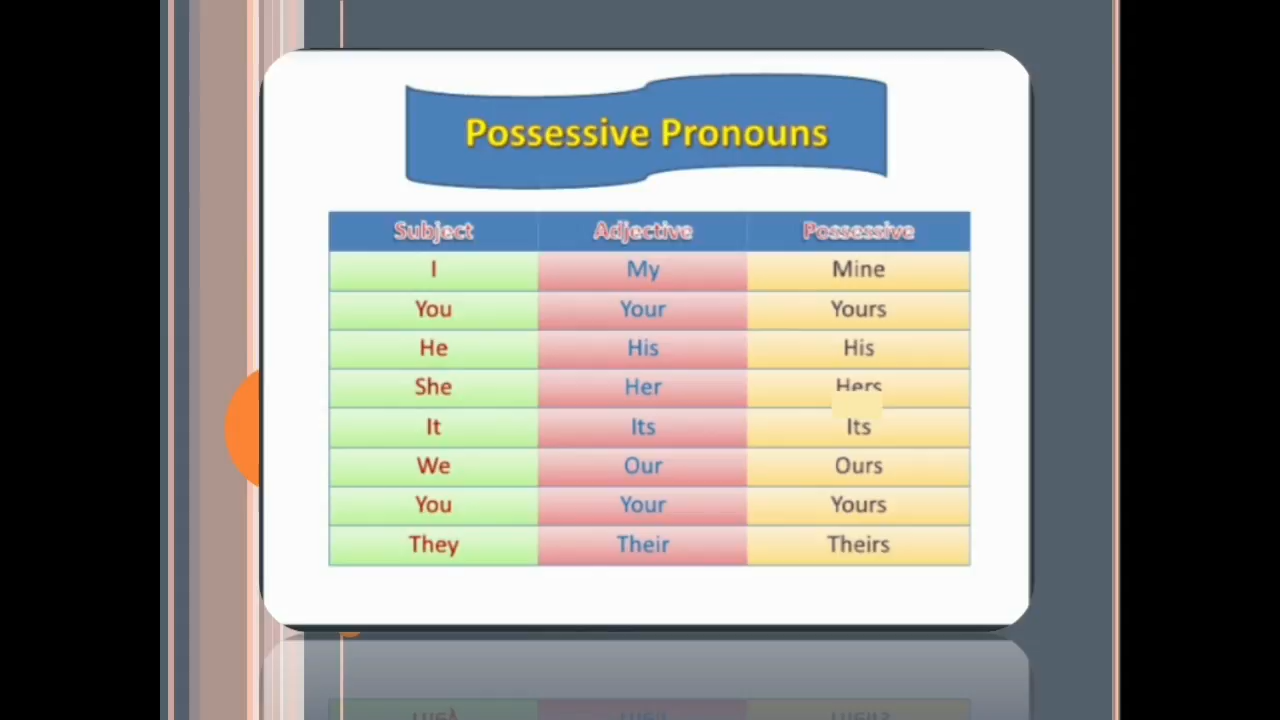 Possessive Pronouns
Subject Adjective Possessive
I My Mine
You Your Yours
He His His
She Her Hers
It Its Its
We Our Ours
You Your Yours
They Their Theirs